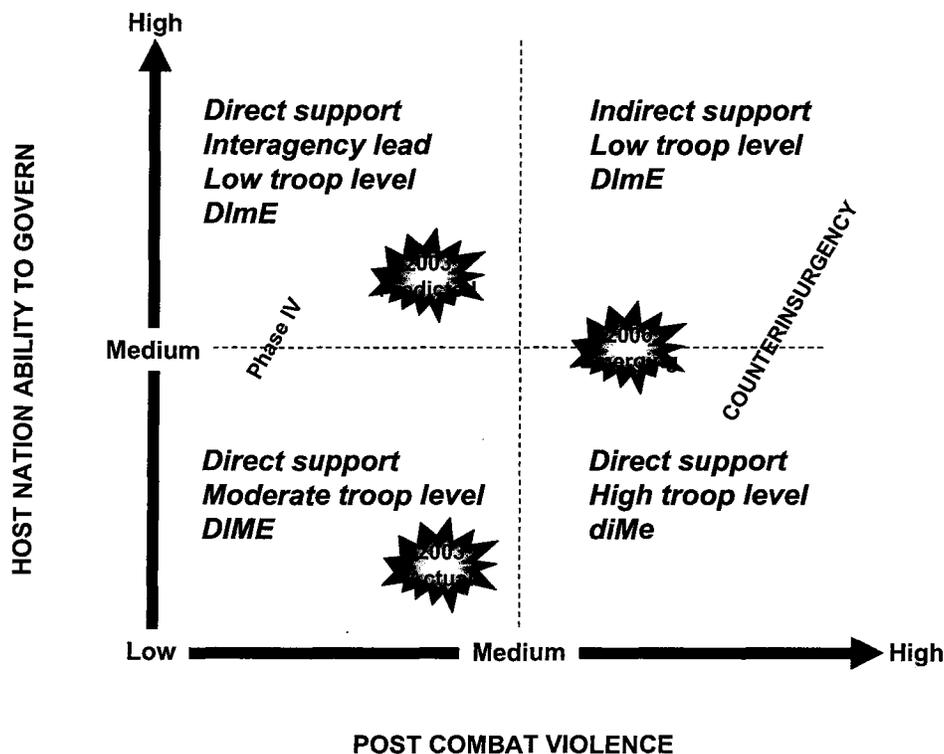 High
HOST NATION ABILITY TO GOVERN
Direct support
Interagency lead
Low troop level
DImE
Indirect support
Low troop level
DImE
2003
Phase IV
COUNTERINSURGENCY
Medium
Direct support
Moderate troop level
DIME
Direct support
High troop level
diMe
2003
Low
Medium
High
POST COMBAT VIOLENCE